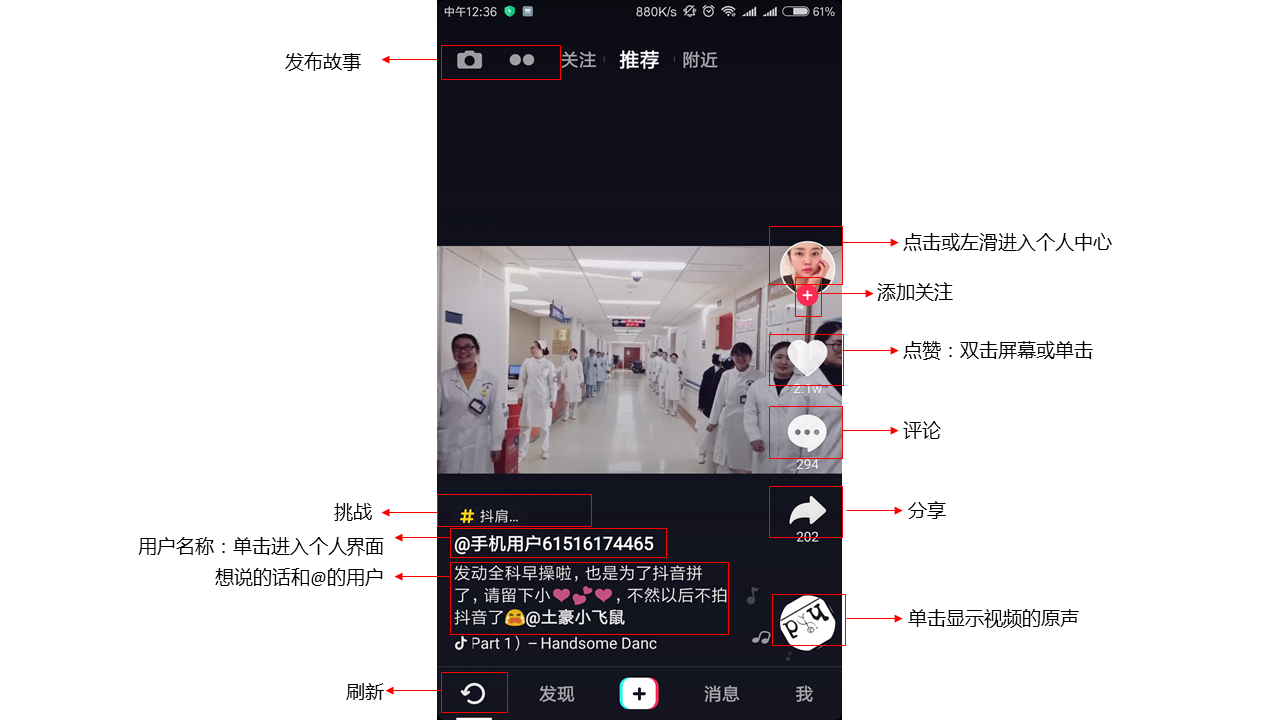 中午12:36
880K/s
61%
发布故事
关注
推荐
附近
点击或左滑进入个人中心
添加关注
点赞：双击屏幕或单击
2.1w
评论
294
挑战
# 抖肩...
分享
202
用户名称：单击进入个人界面
@手机用户61516174465
想说的话和@的用户
发动全科早操啦，也是为了抖音拼
了，请留下小❤💕❤，不然以后不拍
抖音了😫@土豪小飞鼠
单击显示视频的原声
Part 1）– Handsome Danc
刷新
发现
消息
我